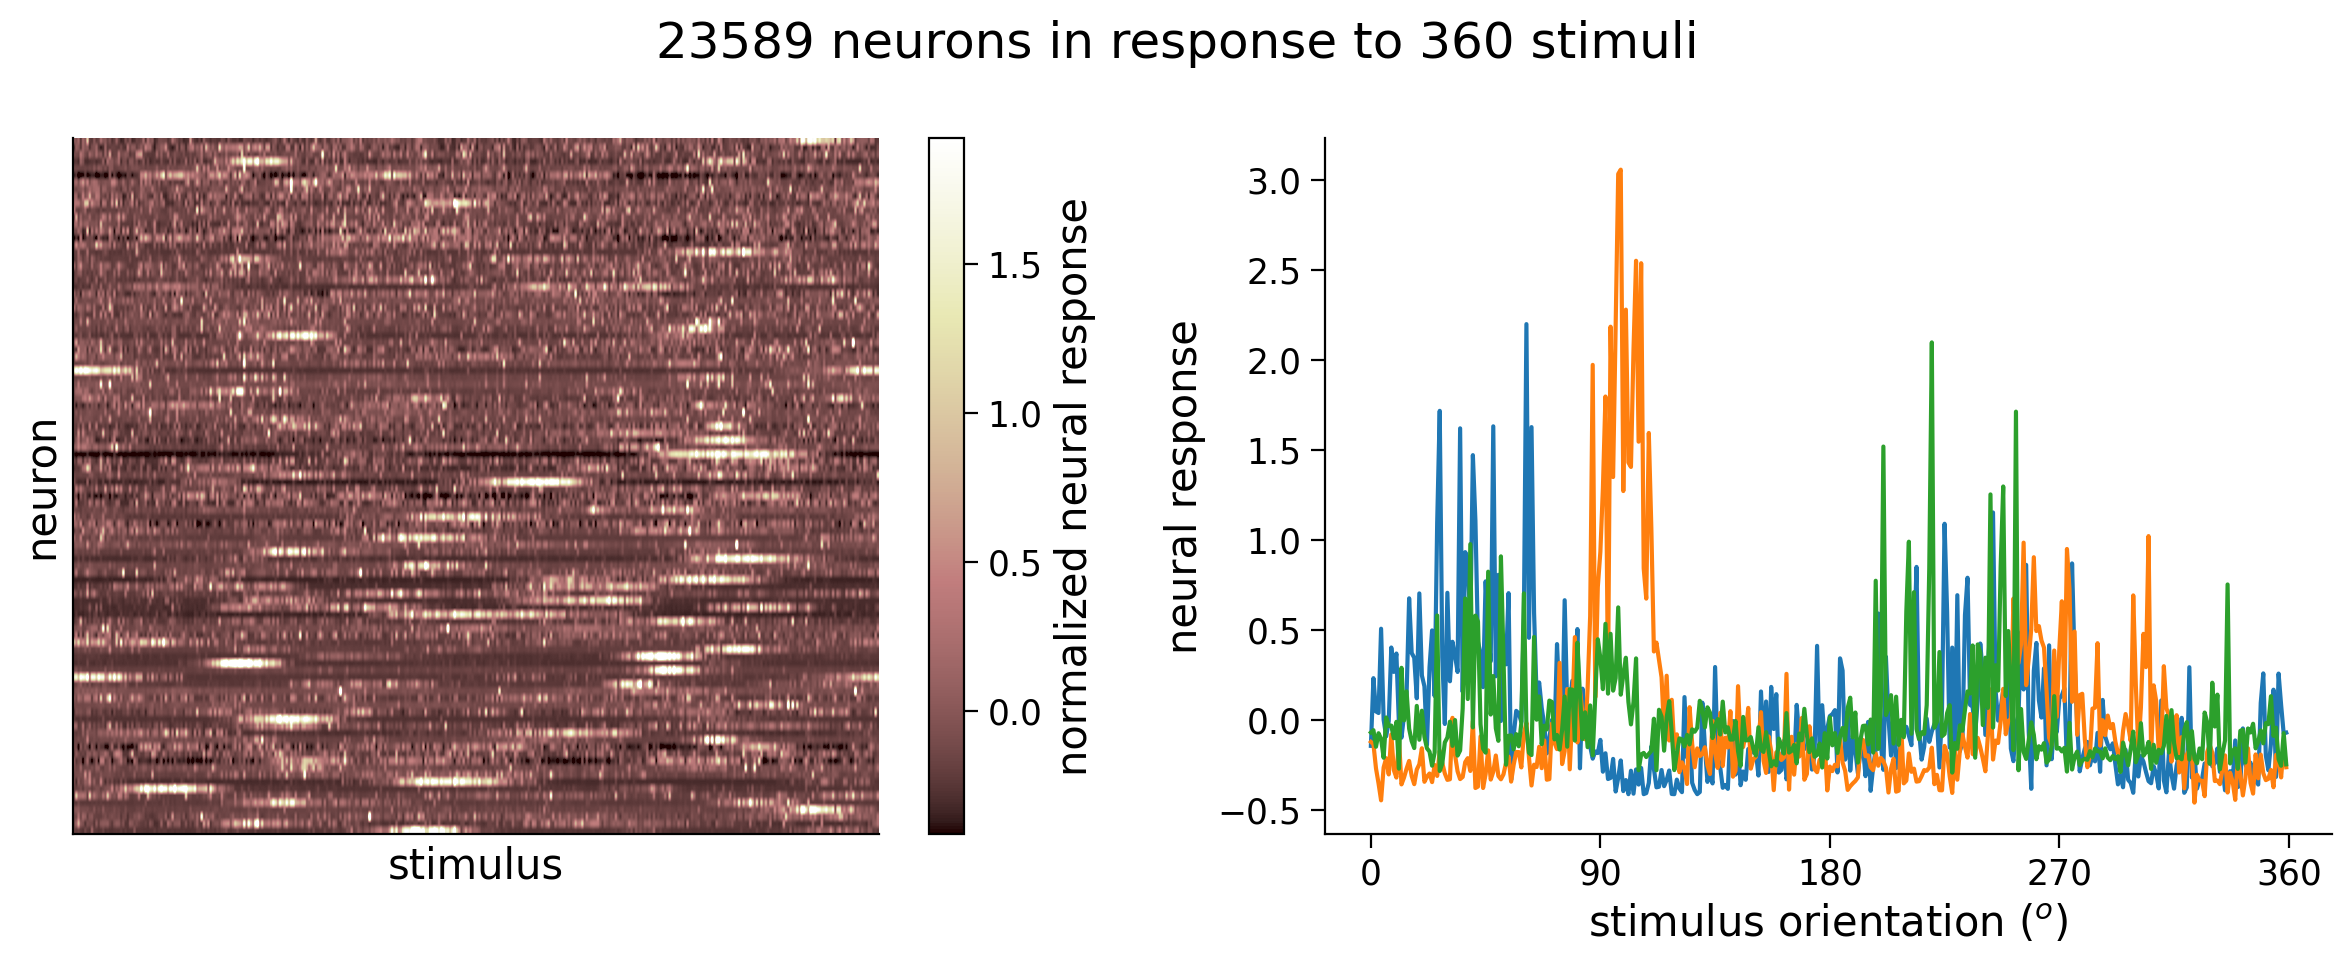 23589 neurons in response to 360 stimuli
neuron
stimulus
1.5
1.0
0.5
0.0
normalized neural response
neural response
3.0
2.5
2.0
1.5
1.0
0.5
0.0
−0.5
0 90 180 270 360
stimulus orientation (°)